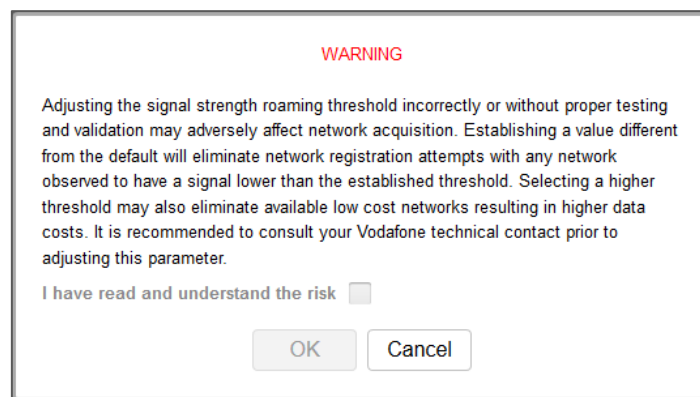 WARNING
Adjusting the signal strength roaming threshold incorrectly or without proper testing
and validation may adversely affect network acquisition. Establishing a value different
from the default will eliminate network registration attempts with any network
observed to have a signal lower than the established threshold. Selecting a higher
threshold may also eliminate available low cost networks resulting in higher data
costs. It is recommended to consult your Vodafone technical contact prior to
adjusting this parameter.
I have read and understand the risk
OK Cancel